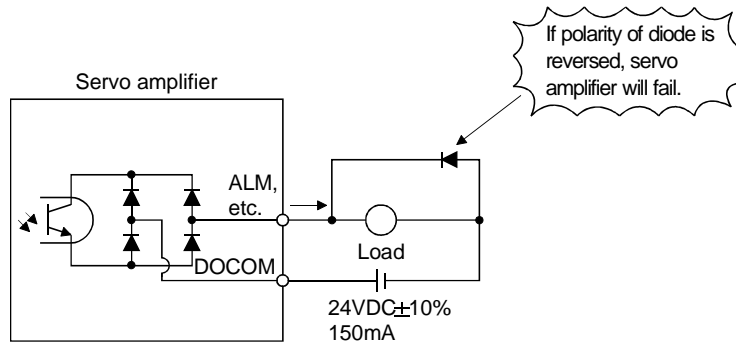 If polarity of diode is
reversed, servo
amplifier will fail.
Servo amplifier
ALM,
etc.
Load
DOCOM
24VDC±10%
150mA